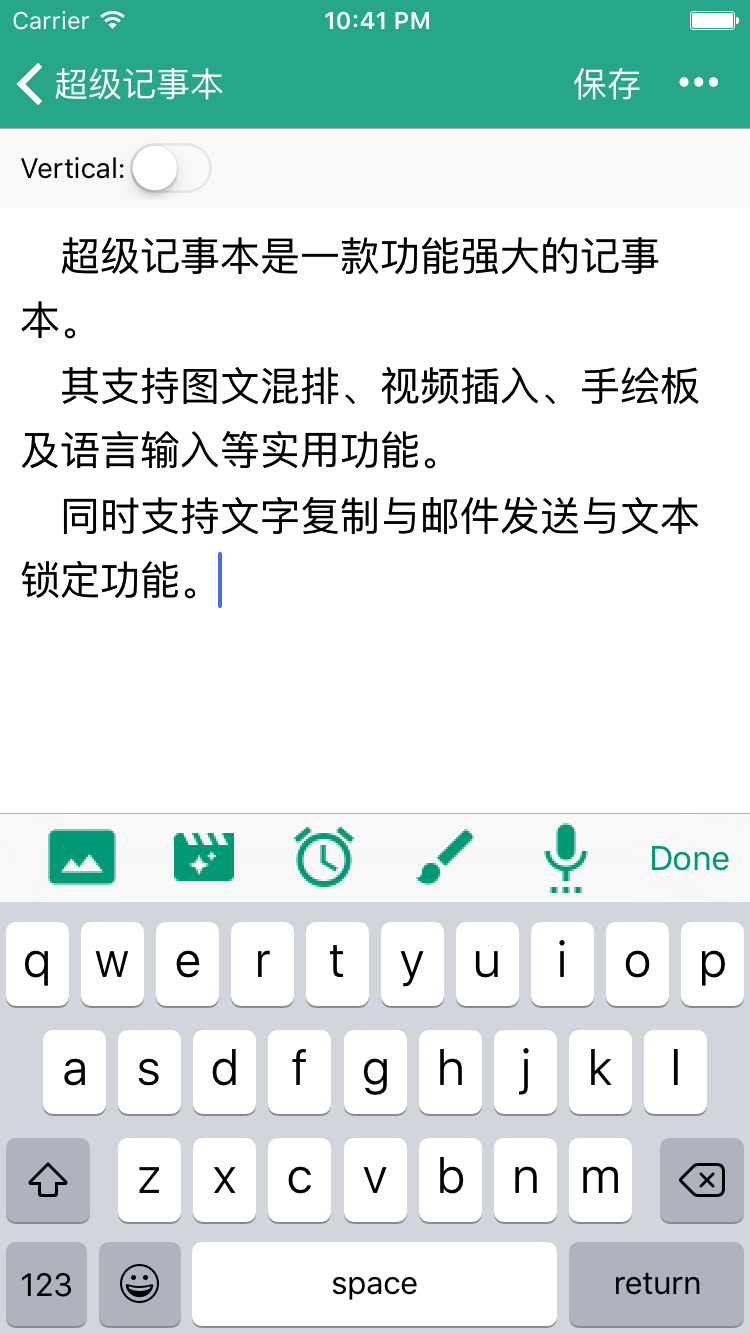 Carrier 10:41 PM
超级记事本 保存 •••
Vertical:
超级记事本是一款功能强大的记事
本。
其支持图文混排、视频插入、手绘板
及语言输入等实用功能。
同时支持文字复制与邮件发送与文本
锁定功能。
Done
q w e r t y u i o p
a s d f g h j k l
z x c v b n m
123 space return